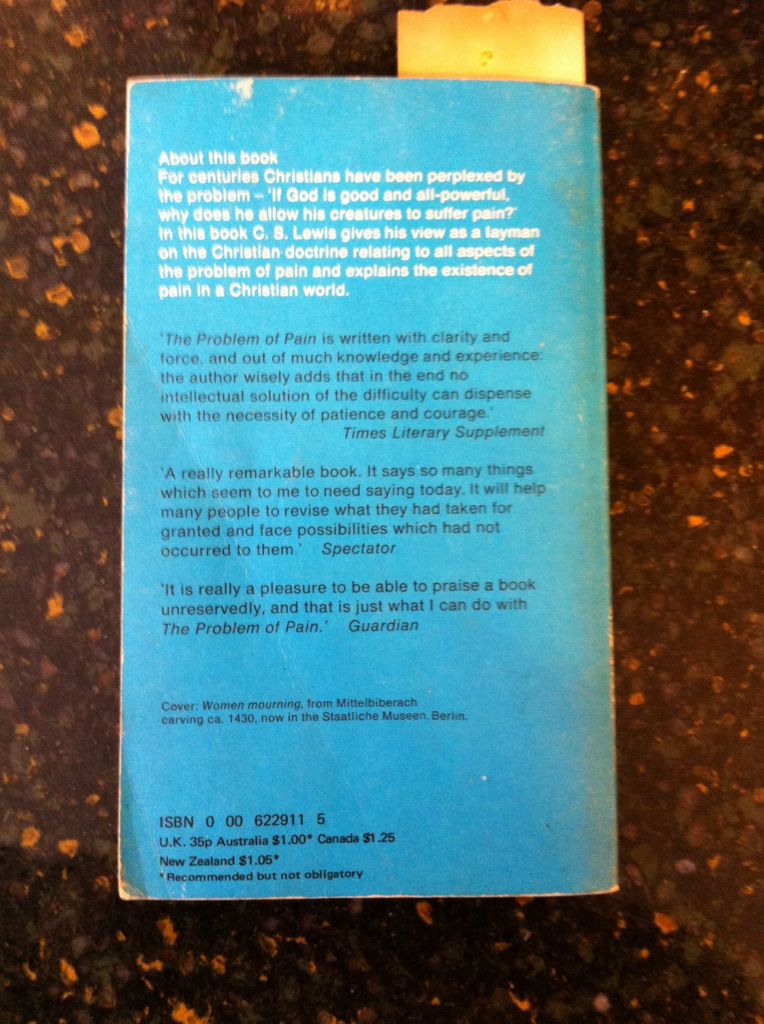 About this book
For centuries Christians have been perplexed by
the problem – 'If God is good and all-powerful,
why does he allow his creatures to suffer pain?'
In this book C. S. Lewis gives his view as a layman
on the Christian doctrine relating to all aspects of
the problem of pain and explains the existence of
pain in a Christian world.
'The Problem of Pain is written with clarity and
force, and out of much knowledge and experience:
the author wisely adds that in the end no
intellectual solution of the difficulty can dispense
with the necessity of patience and courage.'
Times Literary Supplement
'A really remarkable book. It says so many things
which seem to me to need saying today. It will help
many people to revise what they had taken for
granted and face possibilities which had not
occurred to them.' Spectator
'It is really a pleasure to be able to praise a book
unreservedly, and that is just what I can do with
The Problem of Pain.' Guardian
Cover: Women mourning, from Mittelbiberach
carving ca. 1430, now in the Staatliche Museen, Berlin.
ISBN 0 00 622911 5
U.K. 35p Australia $1.00* Canada $1.25
New Zealand $1.05*
*Recommended but not obligatory